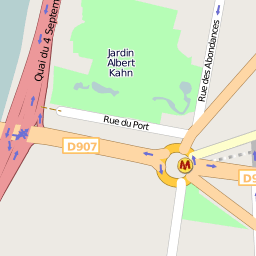 Quai du 4 Septem
Jardin
Albert
Kahn
Rue des Abondances
Rue du Port
D907
M
D9